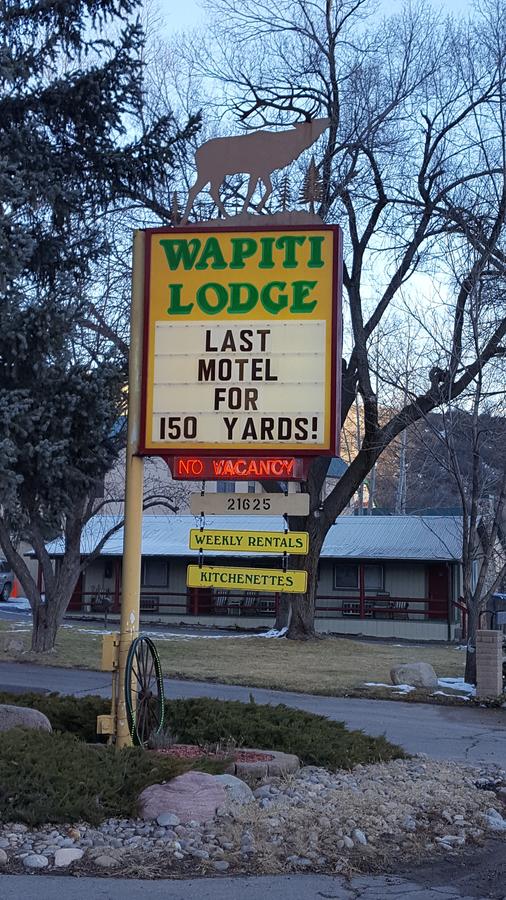 WAPITI
LODGE
LAST
MOTEL
FOR
150 YARDS!
NO VACANCY
21625
WEEKLY RENTALS
KITCHENETTES